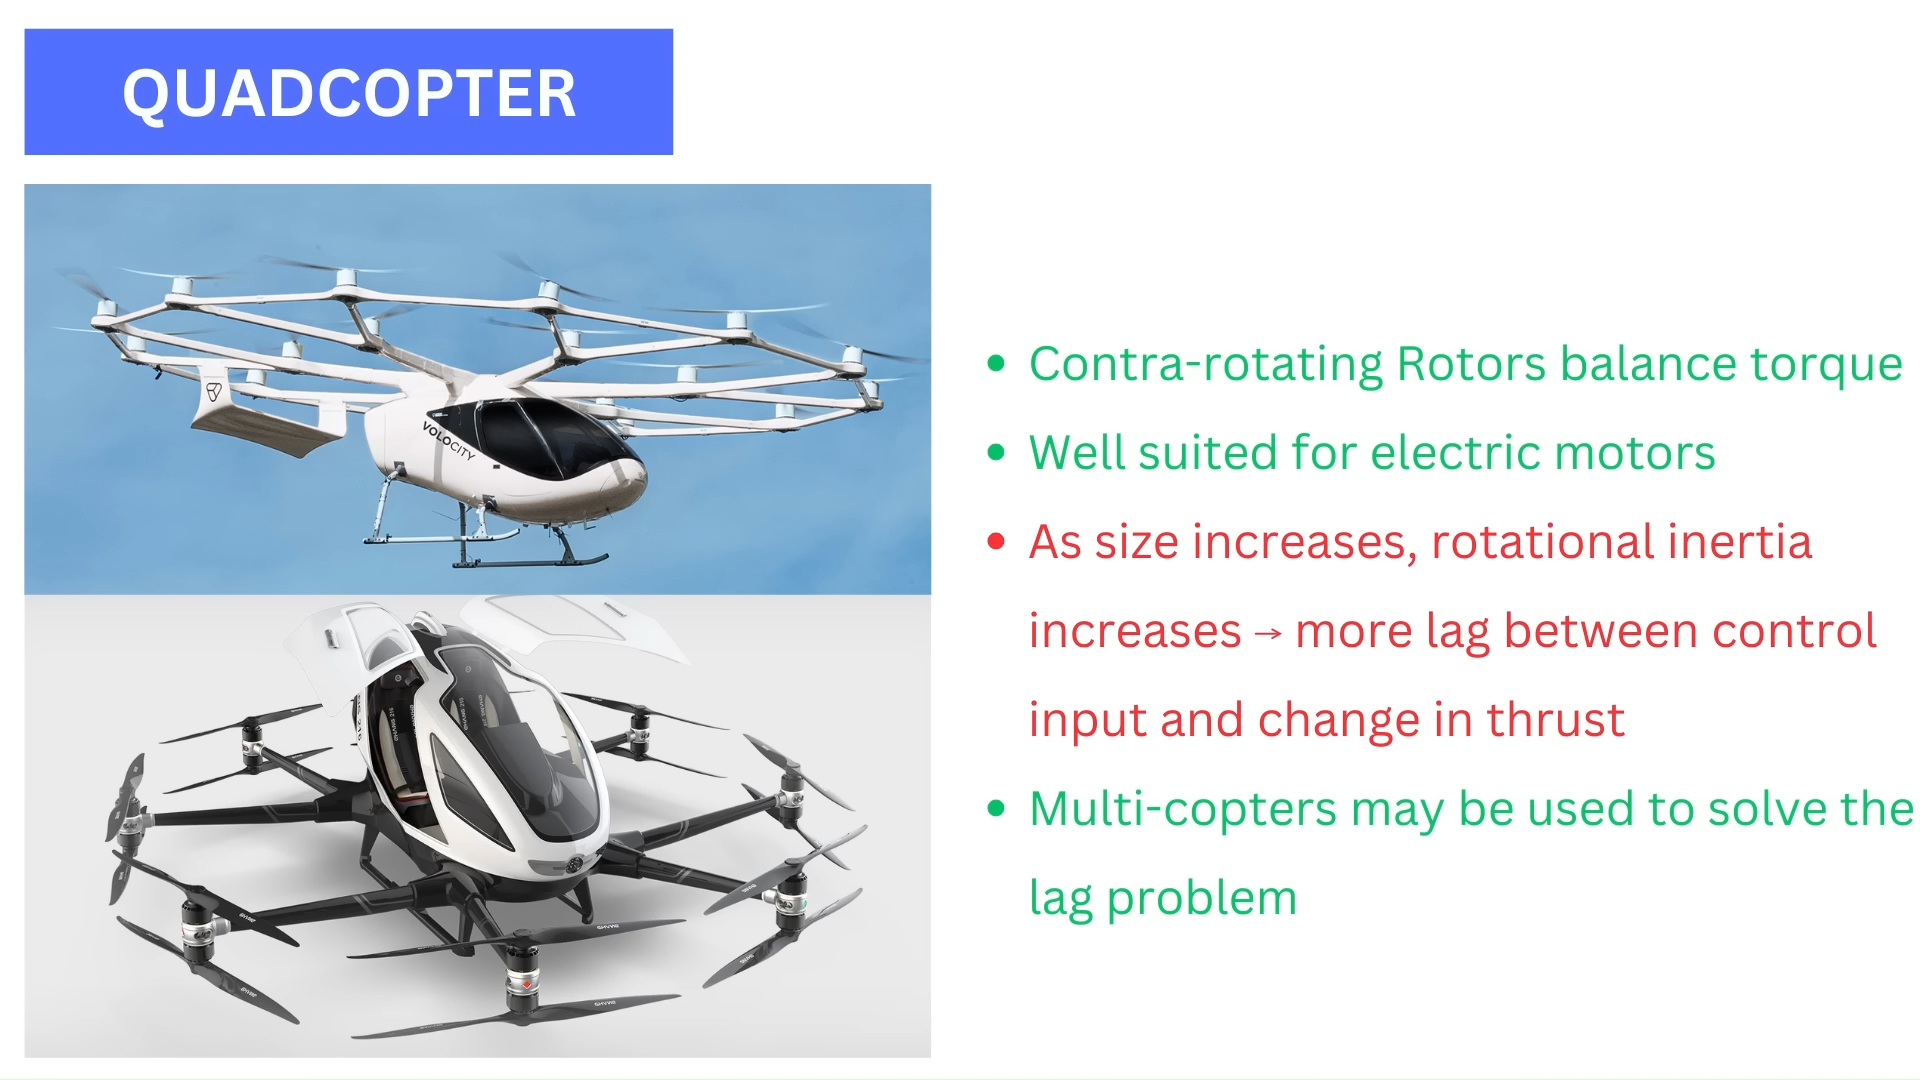 QUADCOPTER
VOLOCITY
• Contra-rotating Rotors balance torque
• Well suited for electric motors
• As size increases, rotational inertia
increases → more lag between control
input and change in thrust
• Multi-copters may be used to solve the
lag problem